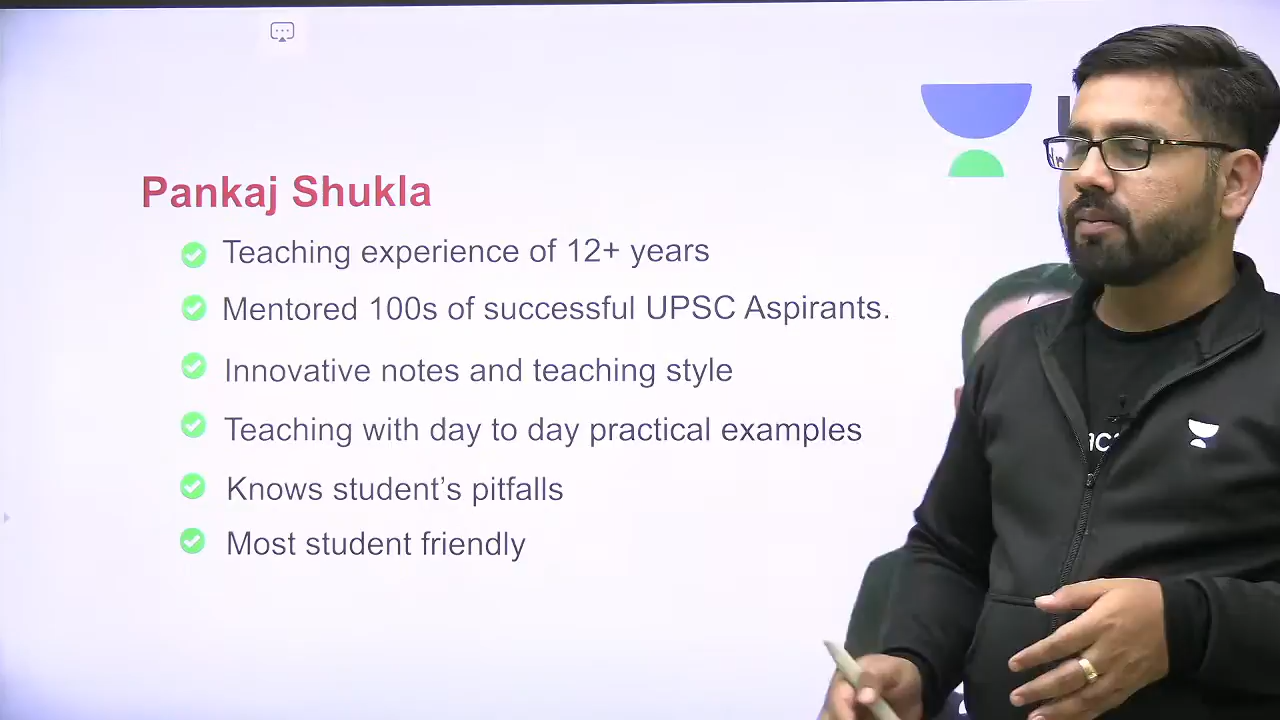 Pankaj Shukla
Teaching experience of 12+ years
Mentored 100s of successful UPSC Aspirants.
Innovative notes and teaching style
Teaching with day to day practical examples
Knows student’s pitfalls
Most student friendly